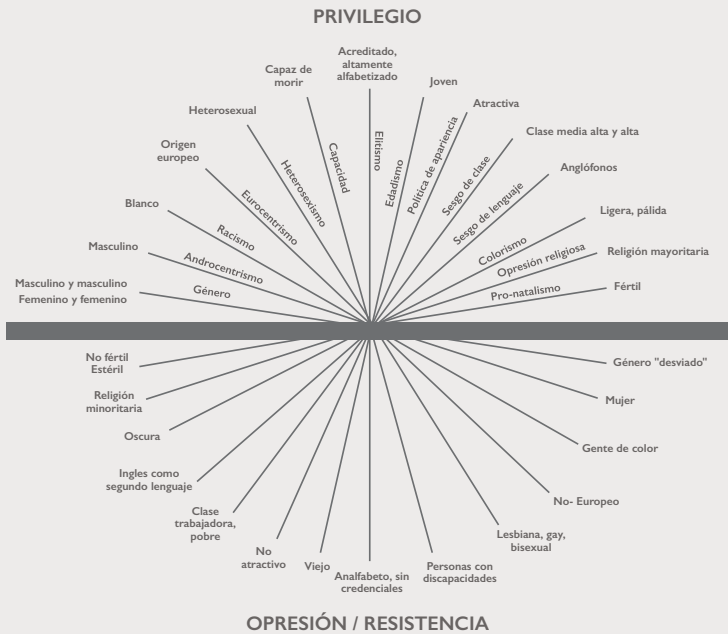 PRIVILEGIO
Acreditado,
altamente
alfabetizado
Capaz de
morir
Joven
Heterosexual
Atractiva
Origen
europeo
Clase media alta y alta
Blanco
Anglófonos
Masculino
Ligera, pálida
Masculino y masculino
Femenino y femenino
Religión mayoritaria
Fértil
Género
Androcentrismo
Racismo
Eurocentrismo
Heterosexismo
Capacidad
Elitismo
Edadismo
Política de apariencia
Sesgo de clase
Sesgo de lenguaje
Colorismo
Opresión religiosa
Pro-natalismo
No fértil
Estéril
Religión
minoritaria
Oscura
Ingles como
segundo lenguaje
Clase
trabajadora,
pobre
No
atractivo
Viejo
Analfabeto, sin
credenciales
Personas con
discapacidades
Lesbiana, gay,
bisexual
No- Europeo
Gente de color
Mujer
Género "desviado"
OPRESIÓN / RESISTENCIA